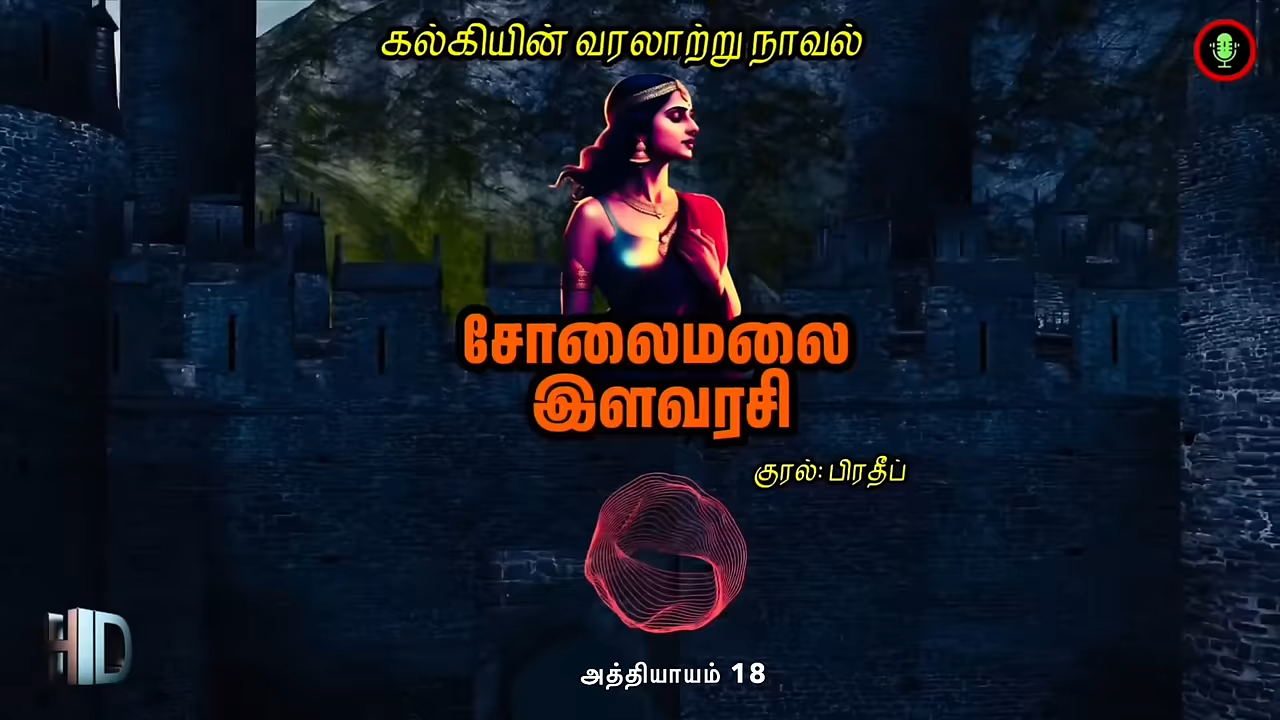 கல்கியின் வரலாற்று நாவல்
சோலைமலை
இளவரசி
குரல்: பிரதீப்
HD
அத்தியாயம் 18